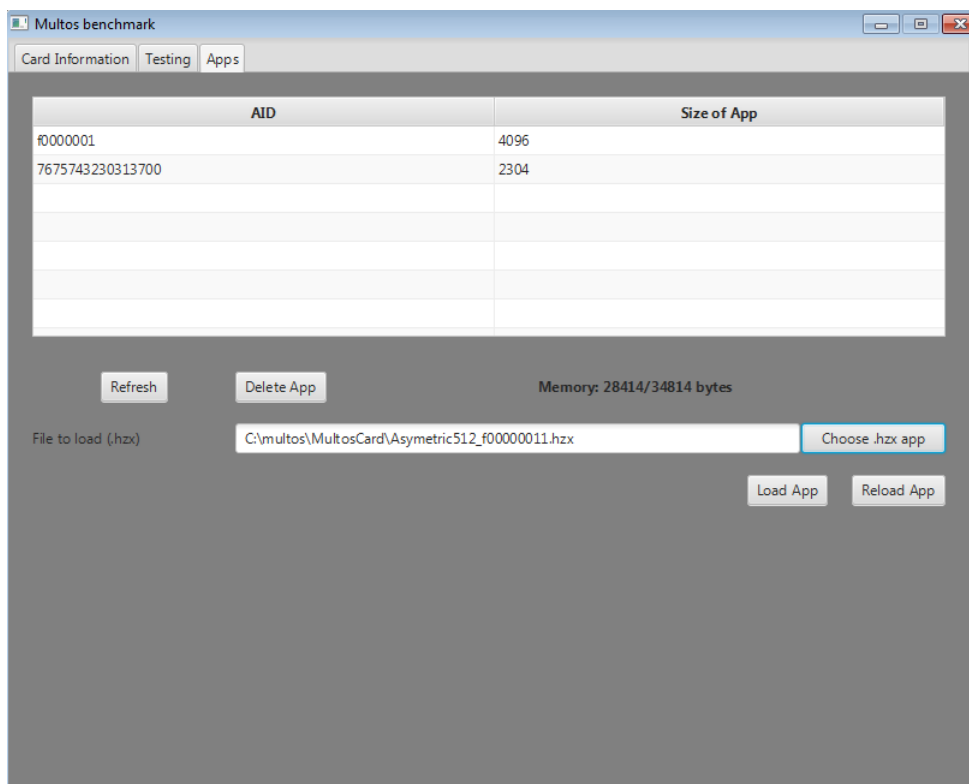 Multos benchmark
Card Information Testing Apps
AID Size of App
f0000001 4096
7675743230313700 2304
Refresh Delete App Memory: 28414/34814 bytes
File to load (.hzx) C:\multos\MultosCard\Asymetric512_f00000011.hzx Choose .hzx app
Load App Reload App